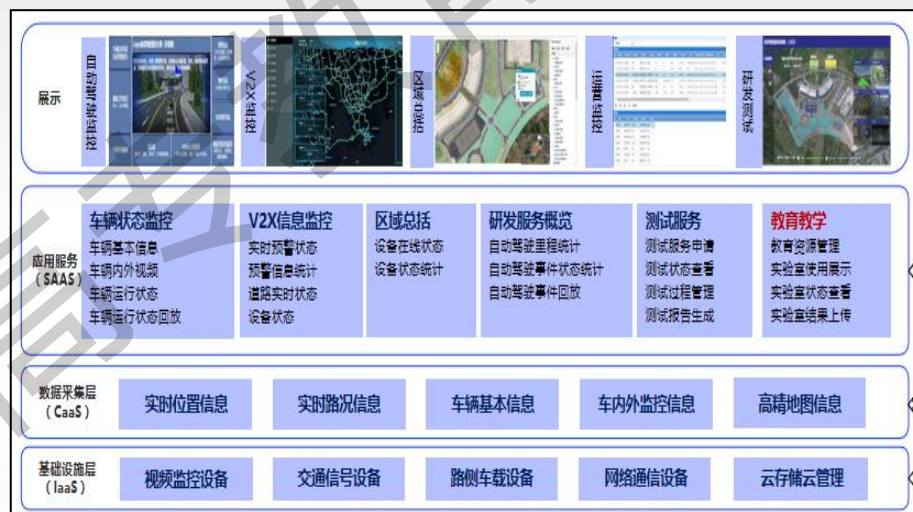 展示
自动驾驶监控
V2X监控
区域总括
运营监控
研发测试
应用服务
（SAAS）
车辆状态监控
车辆基本信息
车辆内外视频
车辆运行状态
车辆运行状态回放
V2X信息监控
实时预警状态
预警信息统计
道路实时状态
设备状态
区域总括
设备在线状态
设备状态统计
研发服务概览
自动驾驶里程统计
自动驾驶事件状态统计
自动驾驶事件回放
测试服务
测试服务申请
测试状态查看
测试过程管理
测试报告生成
教育教学
教育资源管理
实验室使用展示
实验室状态查看
实验室结果上传
数据采集层
（CaaS）
实时位置信息
实时路况信息
车辆基本信息
车内外监控信息
高精地图信息
基础设施层
（IaaS）
视频监控设备
交通信号设备
路侧车载设备
网络通信设备
云存储云管理